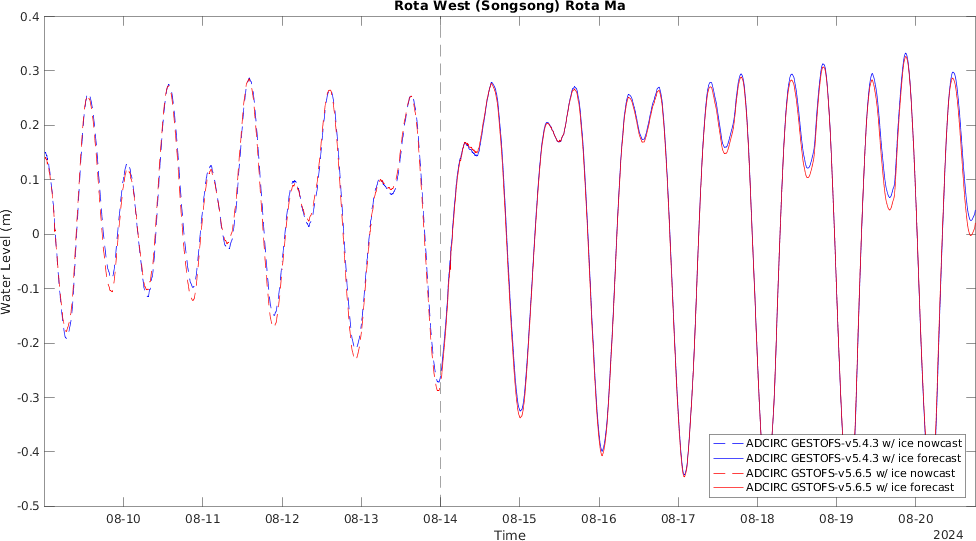 Rota West (Songsong) Rota Ma
0.4
0.3
0.2
0.1
0
-0.1
-0.2
-0.3
-0.4
-0.5
Water Level (m)
ADCIRC GESTOFS-v5.4.3 w/ ice nowcast
ADCIRC GESTOFS-v5.4.3 w/ ice forecast
ADCIRC GSTOFS-v5.6.5 w/ ice nowcast
ADCIRC GSTOFS-v5.6.5 w/ ice forecast
08-10 08-11 08-12 08-13 08-14 08-15 08-16 08-17 08-18 08-19 08-20
Time
2024